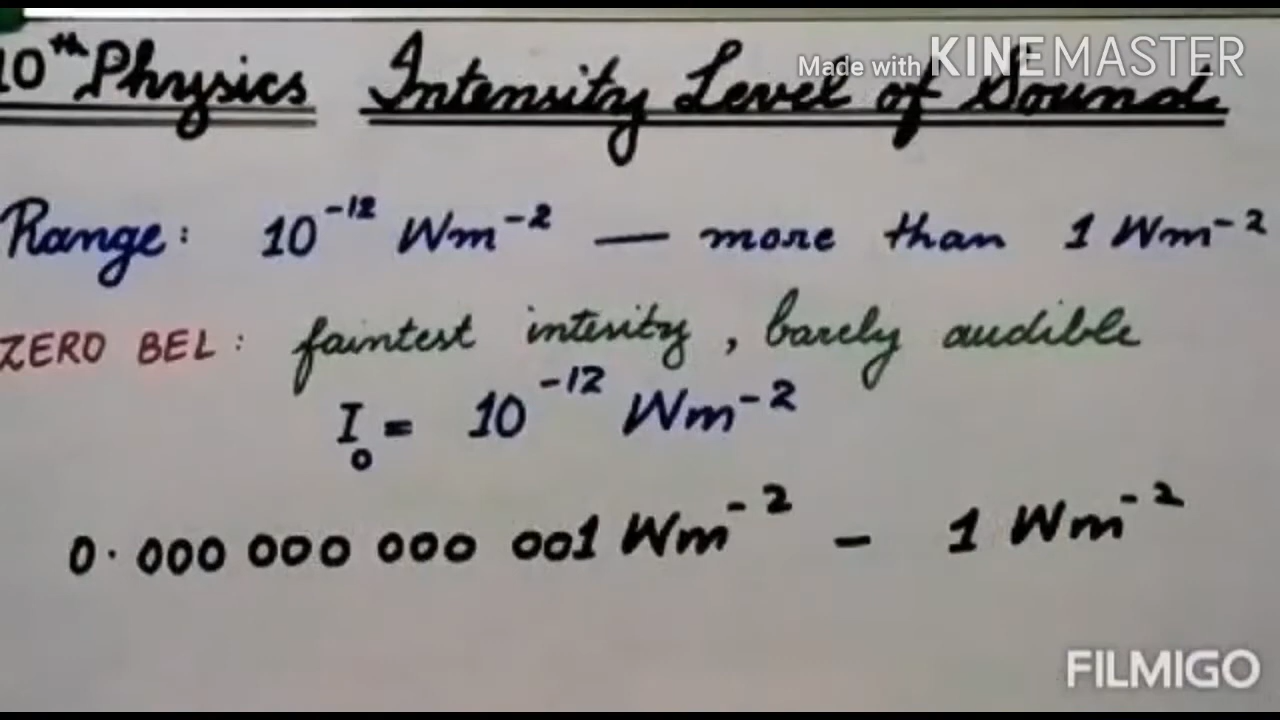 10th Physics Intensity Level of Sound
Made with KINEMASTER
Range: 10⁻¹² Wm⁻² — more than 1 Wm⁻²
ZERO BEL: faintest intesity, barely audible
I₀ = 10⁻¹² Wm⁻²
0.000 000 000 001 Wm⁻² - 1 Wm⁻²
FILMIGO